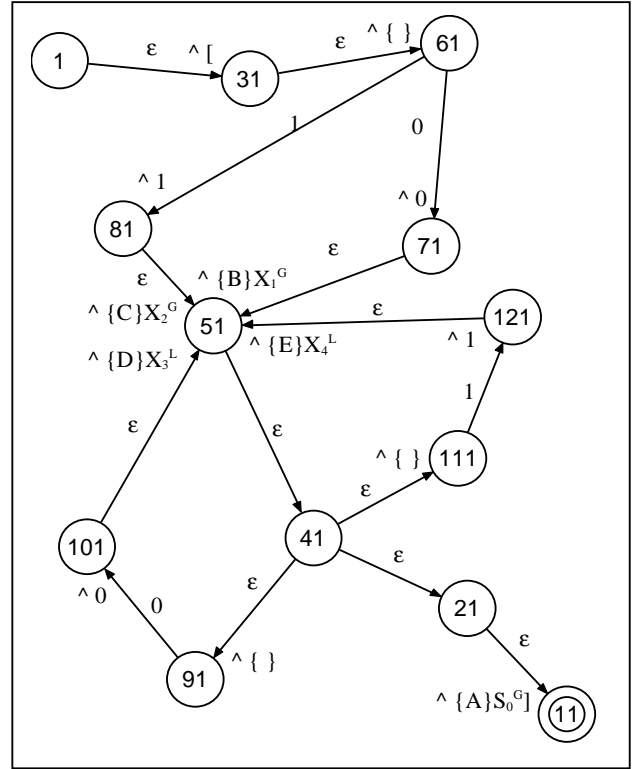 ε
^ [
ε
^ { }
61
1
31
1
0
^ 1
^ 0
81
71
ε
ε
^ {B}X₁ᴳ
^ {C}X₂ᴳ
51
ε
121
^ {D}X₃ᴸ
^ {E}X₄ᴸ
^ 1
1
ε
ε
^ { }
111
ε
101
41
ε
^ 0
0
ε
21
ε
91
^ { }
^ {A}S₀ᴳ]
11